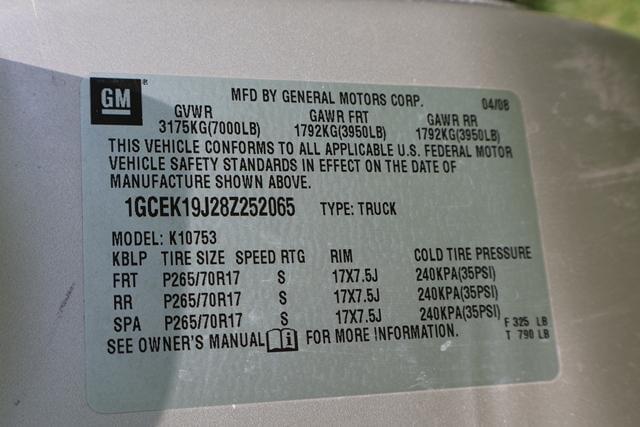 GM ®
MFD BY GENERAL MOTORS CORP. 04/08
GVWR GAWR FRT GAWR RR
3175KG(7000LB) 1792KG(3950LB) 1792KG(3950LB)
THIS VEHICLE CONFORMS TO ALL APPLICABLE U.S. FEDERAL MOTOR
VEHICLE SAFETY STANDARDS IN EFFECT ON THE DATE OF
MANUFACTURE SHOWN ABOVE.
1GCEK19J28Z252065 TYPE: TRUCK
MODEL: K10753
KBLP TIRE SIZE SPEED RTG RIM COLD TIRE PRESSURE
FRT P265/70R17 S 17X7.5J 240KPA(35PSI)
RR P265/70R17 S 17X7.5J 240KPA(35PSI)
SPA P265/70R17 S 17X7.5J 240KPA(35PSI)
F 325 LB
SEE OWNER'S MANUAL i FOR MORE INFORMATION. T 790 LB